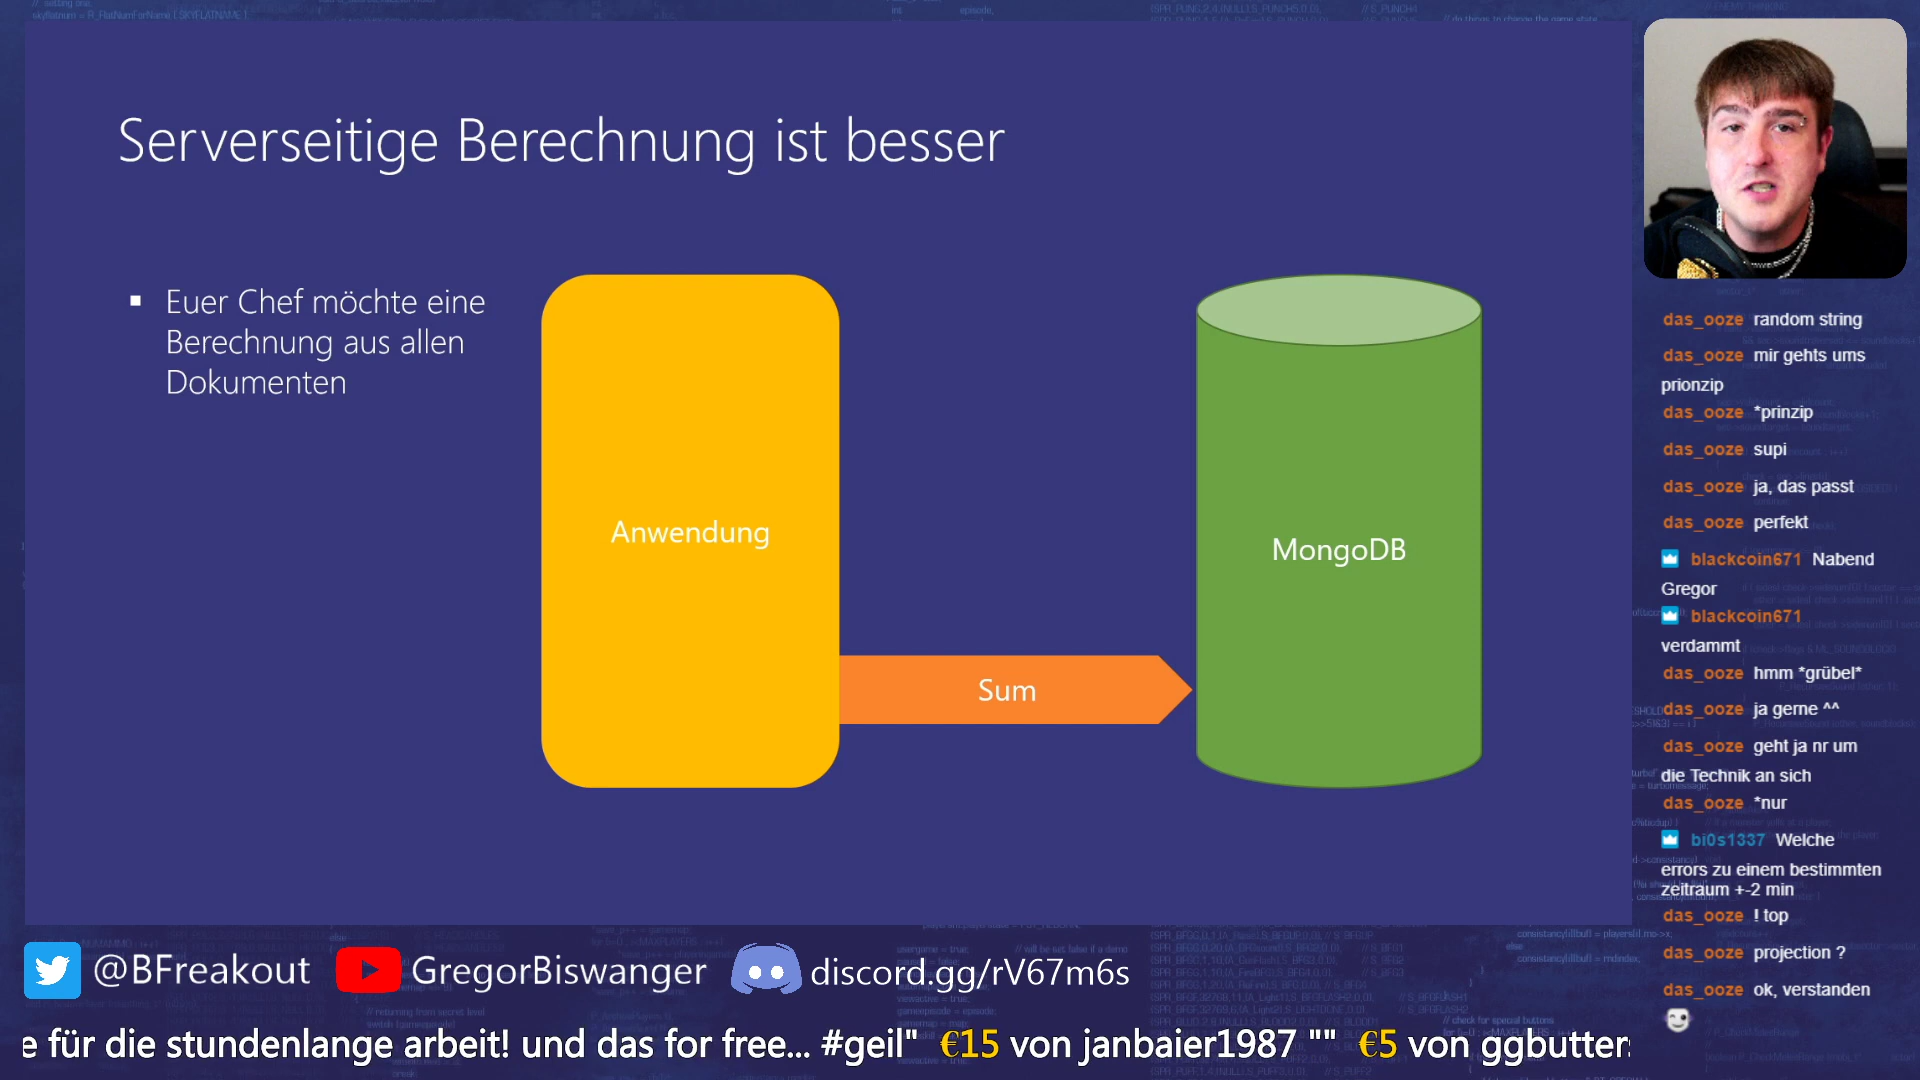 Serverseitige Berechnung ist besser
Euer Chef möchte eine
Berechnung aus allen
Dokumenten
Anwendung
Sum
MongoDB
das_ooze random string
das_ooze mir gehts ums
prionzip
das_ooze *prinzip
das_ooze supi
das_ooze ja, das passt
das_ooze perfekt
blackcoin671 Nabend
Gregor
blackcoin671
verdammt
das_ooze hmm *grübel*
das_ooze ja gerne ^^
das_ooze geht ja nr um
die Technik an sich
das_ooze *nur
bi0s1337 Welche
errors zu einem bestimmten
zeitraum +-2 min
das_ooze ! top
das_ooze projection ?
das_ooze ok, verstanden
@BFreakout GregorBiswanger discord.gg/rV67m6s
e für die stundenlange arbeit! und das for free... #geil" €15 von janbaier1987 "" €5 von ggbutter